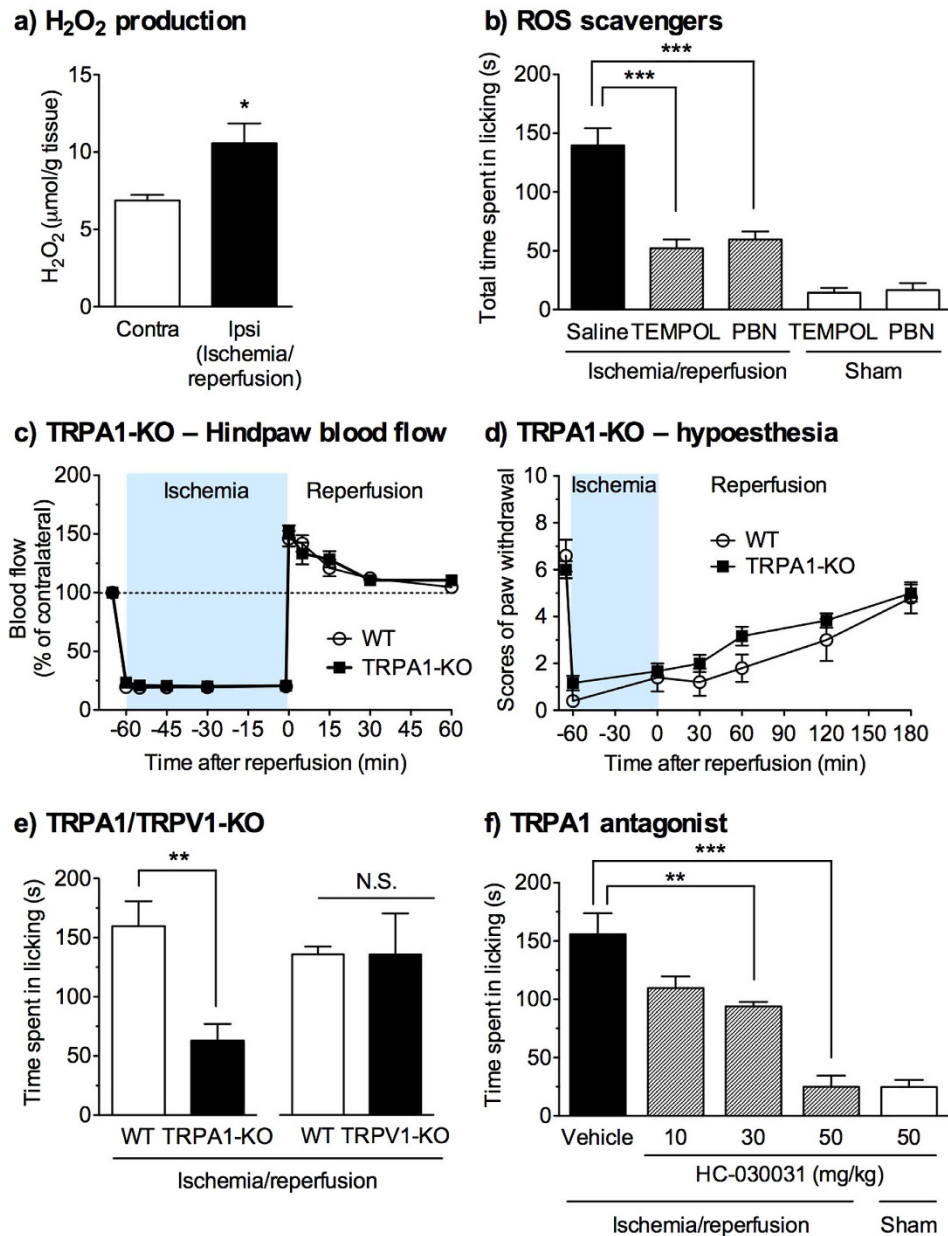 a) H₂O₂ production
15
10
5
0
H₂O₂ (μmol/g tissue)
*
Contra
Ipsi
(Ischemia/
reperfusion)
b) ROS scavengers
200
150
100
50
0
Total time spent in licking (s)
***
***
Saline TEMPOL PBN TEMPOL PBN
Ischemia/reperfusion Sham
c) TRPA1-KO – Hindpaw blood flow
200
150
100
50
0
Blood flow
(% of contralateral)
Ischemia Reperfusion
WT
TRPA1-KO
-60 -45 -30 -15 0 15 30 45 60
Time after reperfusion (min)
d) TRPA1-KO – hypoesthesia
10
8
6
4
2
0
Scores of paw withdrawal
Ischemia Reperfusion
WT
TRPA1-KO
-60 -30 0 30 60 90 120 150 180
Time after reperfusion (min)
e) TRPA1/TRPV1-KO
200
150
100
50
0
Time spent in licking (s)
**
N.S.
WT TRPA1-KO WT TRPV1-KO
Ischemia/reperfusion
f) TRPA1 antagonist
200
150
100
50
0
Time spent in licking (s)
***
**
Vehicle 10 30 50 50
HC-030031 (mg/kg)
Ischemia/reperfusion Sham